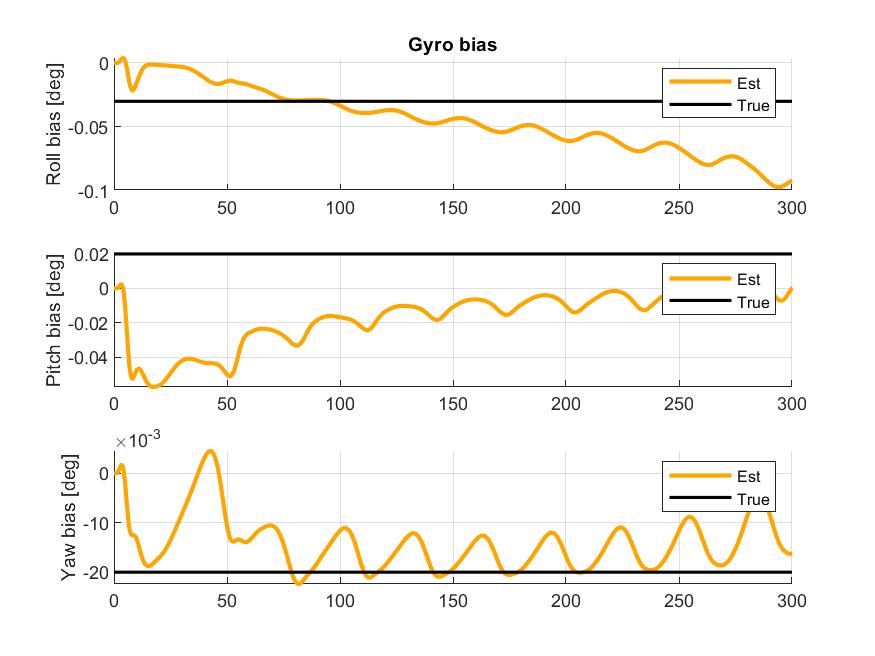 Gyro bias
Roll bias [deg]
0
-0.05
-0.1
Est
True
0 50 100 150 200 250 300
Pitch bias [deg]
0.02
0
-0.02
-0.04
Est
True
0 50 100 150 200 250 300
×10-3
Yaw bias [deg]
0
-10
-20
Est
True
0 50 100 150 200 250 300